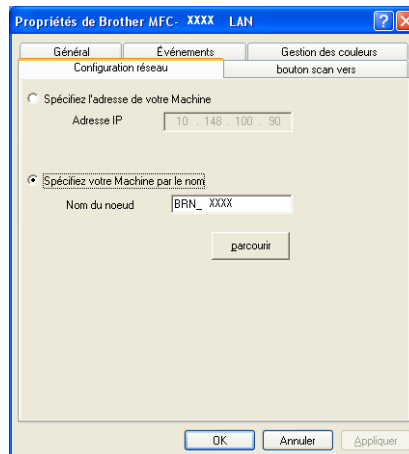 Propriétés de Brother MFC- XXXX LAN
Général Événements Gestion des couleurs
Configuration réseau bouton scan vers
Spécifiez l'adresse de votre Machine
Adresse IP 10 . 148 . 100 . 90
Spécifiez votre Machine par le nom
Nom du noeud BRN_ XXXX
parcourir
OK Annuler Appliquer